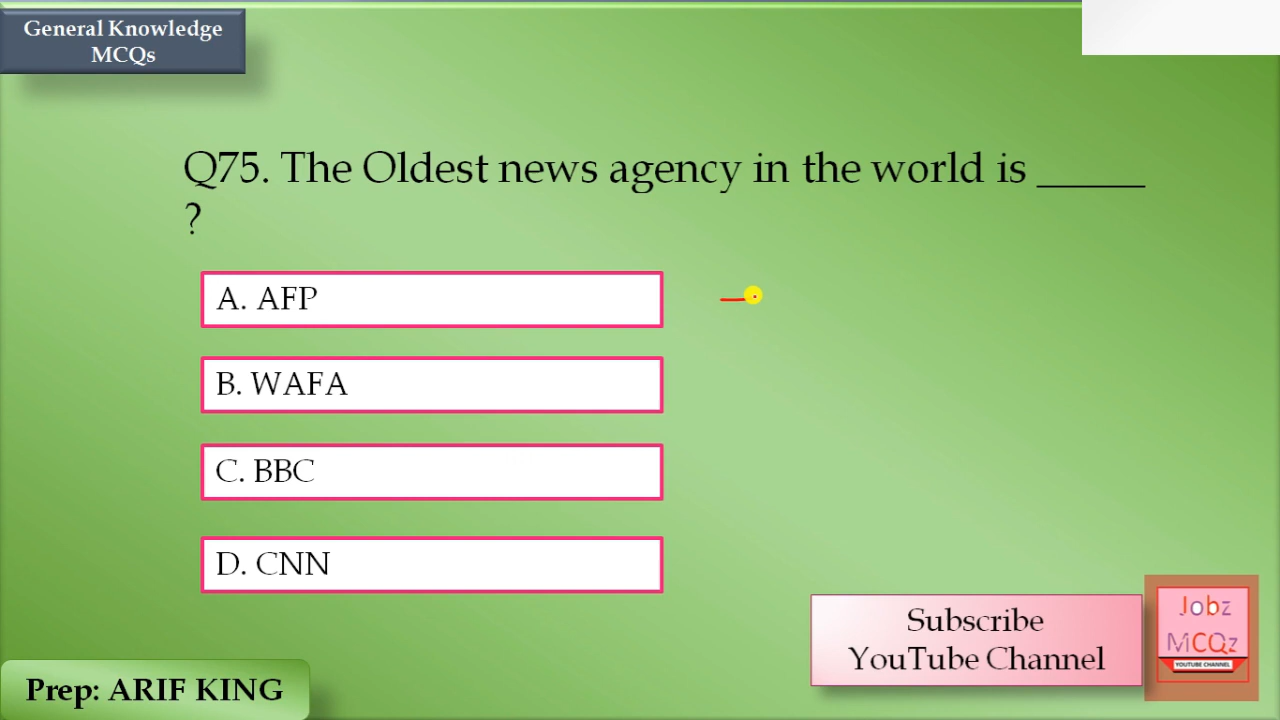 General Knowledge
MCQs
Q75. The Oldest news agency in the world is _____
?
A. AFP
B. WAFA
C. BBC
D. CNN
Subscribe
YouTube Channel
Jobz
MCQz
YOUTUBE CHANNEL
Prep: ARIF KING